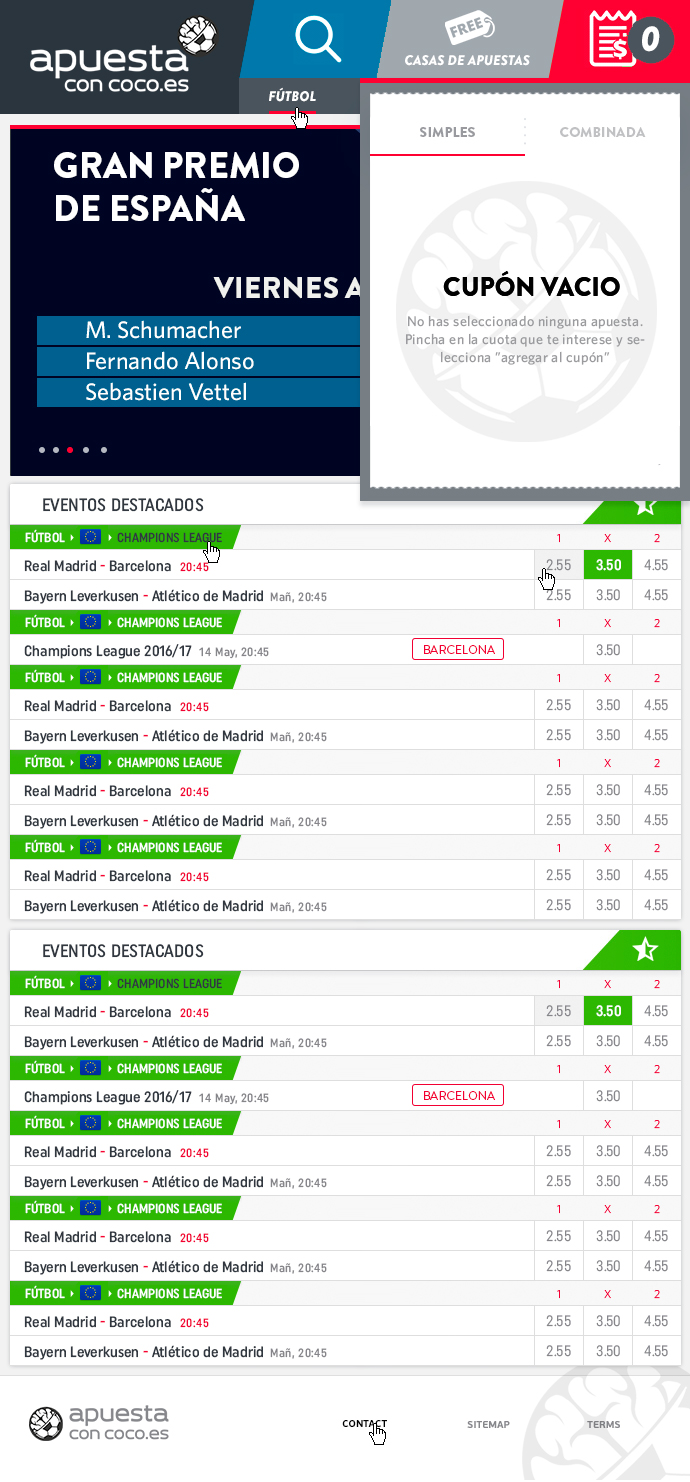 apuesta
con coco.es
FREE
CASAS DE APUESTAS
$
0
FÚTBOL
GRAN PREMIO
DE ESPAÑA
VIERNES A
M. Schumacher
Fernando Alonso
Sebastien Vettel
SIMPLES COMBINADA
CUPÓN VACIO
No has seleccionado ninguna apuesta.
Pincha en la cuota que te interese y se-
lecciona "agregar al cupón"
EVENTOS DESTACADOS
FÚTBOL CHAMPIONS LEAGUE 1 X 2
Real Madrid - Barcelona 20:45 2.55 3.50 4.55
Bayern Leverkusen - Atlético de Madrid Mañ, 20:45 2.55 3.50 4.55
FÚTBOL CHAMPIONS LEAGUE 1 X 2
Champions League 2016/17 14 May, 20:45 BARCELONA 3.50
FÚTBOL CHAMPIONS LEAGUE 1 X 2
Real Madrid - Barcelona 20:45 2.55 3.50 4.55
Bayern Leverkusen - Atlético de Madrid Mañ, 20:45 2.55 3.50 4.55
FÚTBOL CHAMPIONS LEAGUE 1 X 2
Real Madrid - Barcelona 20:45 2.55 3.50 4.55
Bayern Leverkusen - Atlético de Madrid Mañ, 20:45 2.55 3.50 4.55
FÚTBOL CHAMPIONS LEAGUE 1 X 2
Real Madrid - Barcelona 20:45 2.55 3.50 4.55
Bayern Leverkusen - Atlético de Madrid Mañ, 20:45 2.55 3.50 4.55
EVENTOS DESTACADOS
FÚTBOL CHAMPIONS LEAGUE 1 X 2
Real Madrid - Barcelona 20:45 2.55 3.50 4.55
Bayern Leverkusen - Atlético de Madrid Mañ, 20:45 2.55 3.50 4.55
FÚTBOL CHAMPIONS LEAGUE 1 X 2
Champions League 2016/17 14 May, 20:45 BARCELONA 3.50
FÚTBOL CHAMPIONS LEAGUE 1 X 2
Real Madrid - Barcelona 20:45 2.55 3.50 4.55
Bayern Leverkusen - Atlético de Madrid Mañ, 20:45 2.55 3.50 4.55
FÚTBOL CHAMPIONS LEAGUE 1 X 2
Real Madrid - Barcelona 20:45 2.55 3.50 4.55
Bayern Leverkusen - Atlético de Madrid Mañ, 20:45 2.55 3.50 4.55
FÚTBOL CHAMPIONS LEAGUE 1 X 2
Real Madrid - Barcelona 20:45 2.55 3.50 4.55
Bayern Leverkusen - Atlético de Madrid Mañ, 20:45 2.55 3.50 4.55
apuesta
con coco.es
CONTACT SITEMAP TERMS